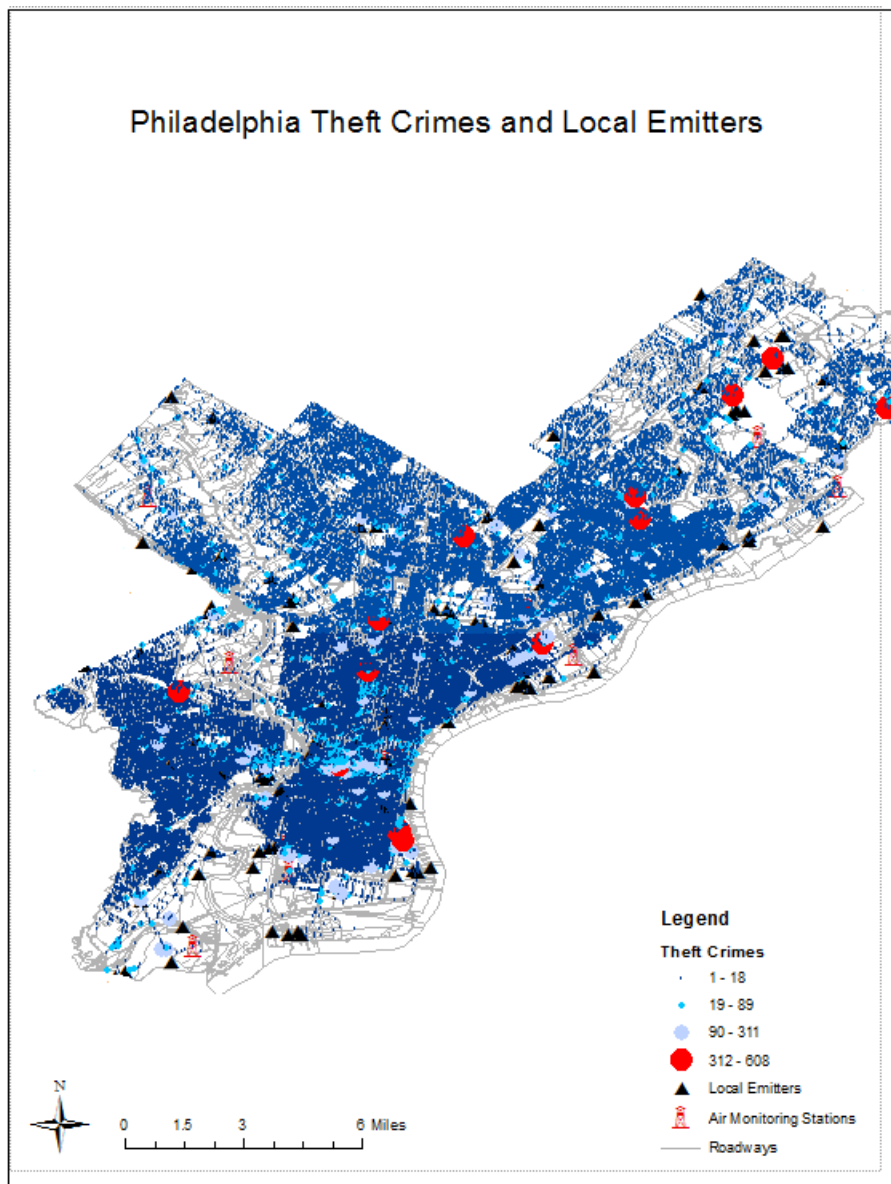 Philadelphia Theft Crimes and Local Emitters
Legend
Theft Crimes
1 - 18
19 - 89
90 - 311
312 - 608
Local Emitters
Air Monitoring Stations
Roadways
N
0 1.5 3 6 Miles